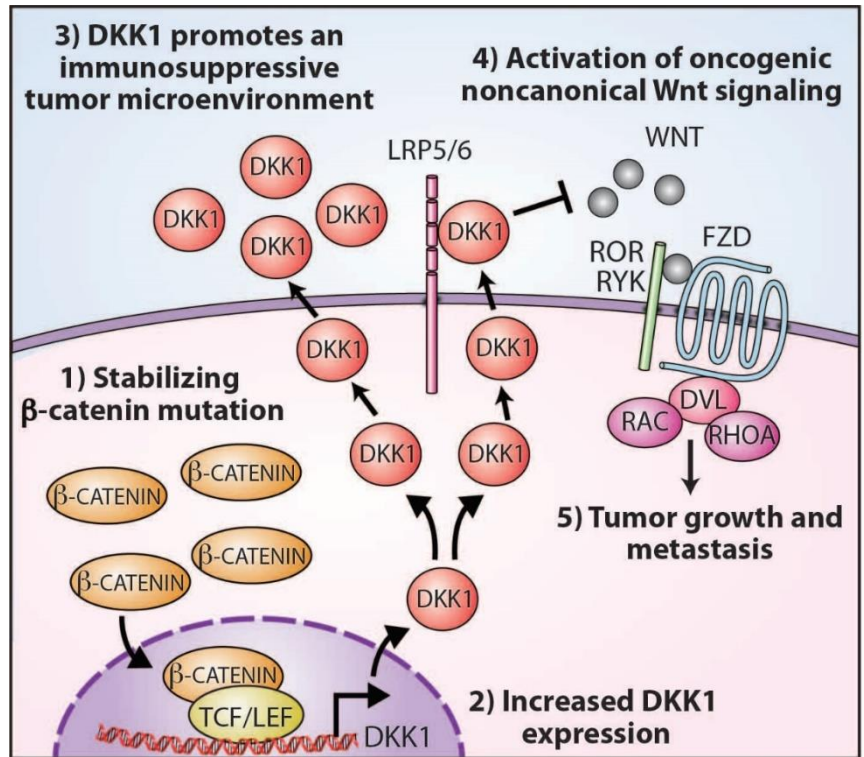 3) DKK1 promotes an
immunosuppressive
tumor microenvironment
4) Activation of oncogenic
noncanonical Wnt signaling
LRP5/6
WNT
DKK1
DKK1
DKK1
DKK1
DKK1
ROR
RYK
FZD
DKK1
DKK1
1) Stabilizing
β-catenin mutation
DVL
RAC
RHOA
DKK1
DKK1
β-CATENIN
β-CATENIN
5) Tumor growth and
metastasis
β-CATENIN
β-CATENIN
DKK1
β-CATENIN
TCF/LEF
DKK1
2) Increased DKK1
expression